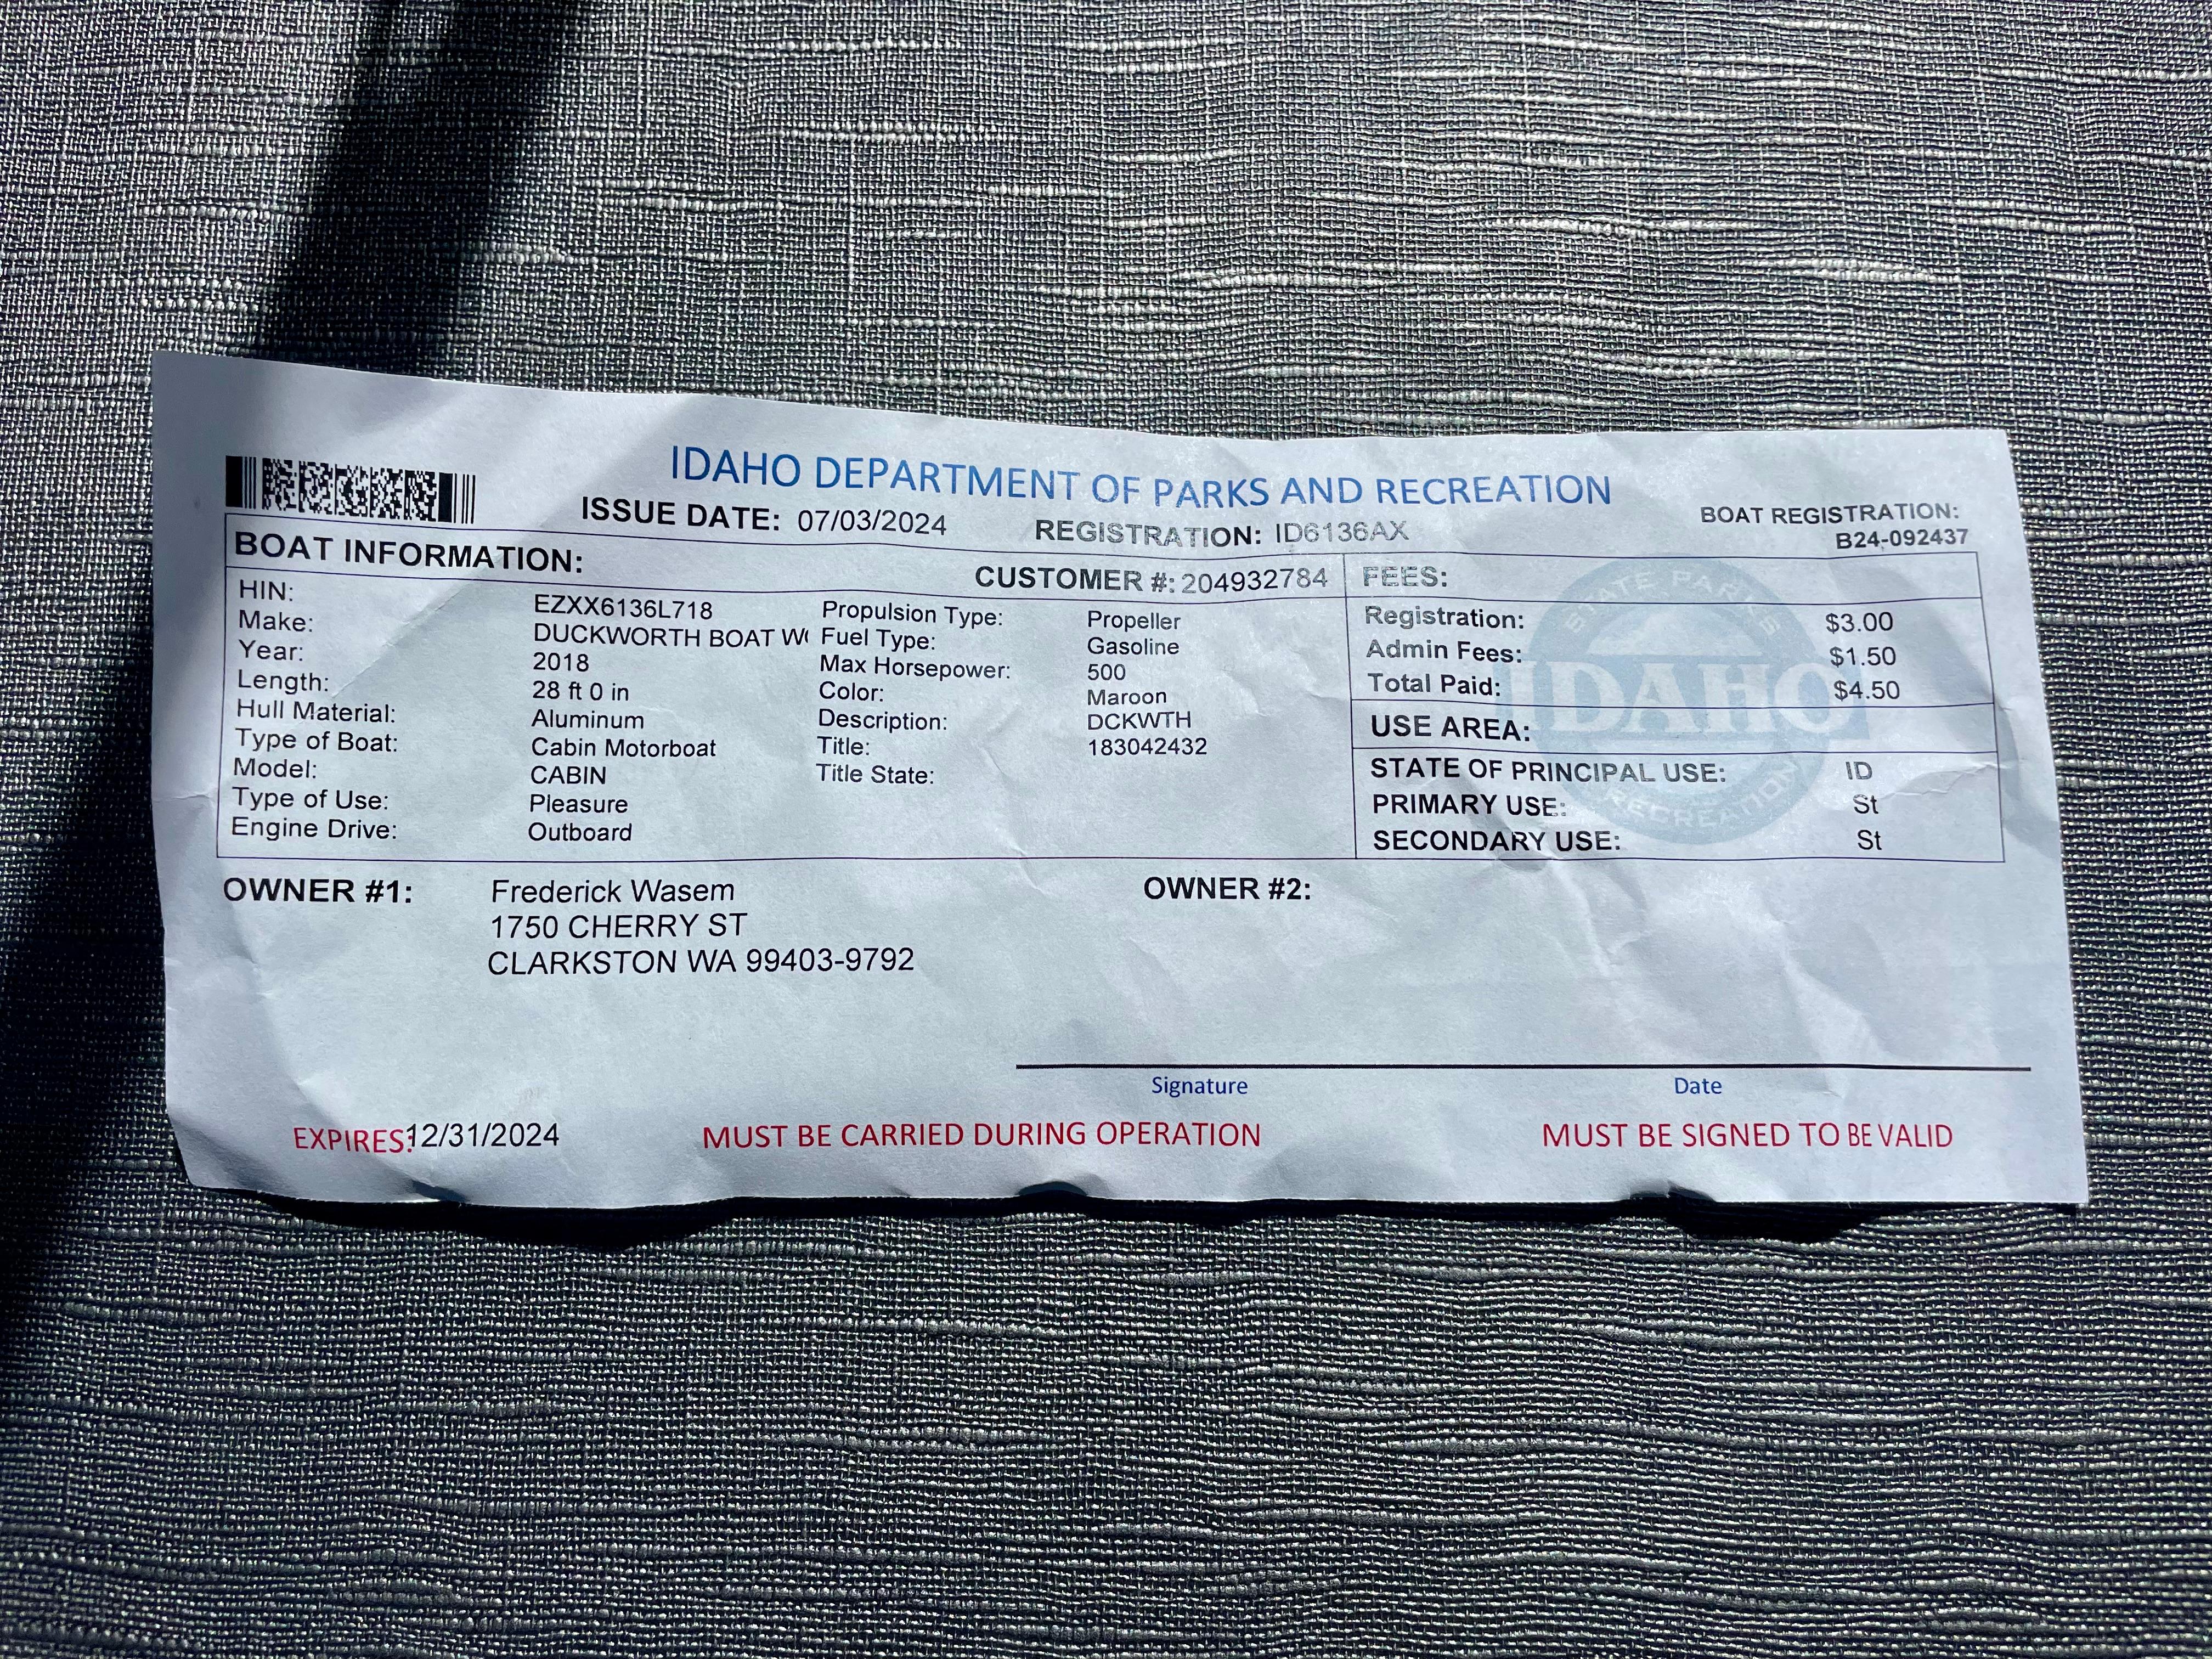 IDAHO DEPARTMENT OF PARKS AND RECREATION
ISSUE DATE: 07/03/2024 REGISTRATION: ID6136AX
BOAT REGISTRATION:
B24-092437
BOAT INFORMATION: CUSTOMER #: 204932784
HIN: EZXX6136L718
Make: DUCKWORTH BOAT W
Year: 2018
Length: 28 ft 0 in
Hull Material: Aluminum
Type of Boat: Cabin Motorboat
Model: CABIN
Type of Use: Pleasure
Engine Drive: Outboard
Propulsion Type: Propeller
Fuel Type: Gasoline
Max Horsepower: 500
Color: Maroon
Description: DCKWTH
Title: 183042432
Title State:
FEES:
Registration: $3.00
Admin Fees: $1.50
Total Paid: $4.50
USE AREA:
STATE OF PRINCIPAL USE: ID
PRIMARY USE: St
SECONDARY USE: St
STATE PARKS
IDAHO
RECREATION
OWNER #1: Frederick Wasem
1750 CHERRY ST
CLARKSTON WA 99403-9792
OWNER #2:
Signature Date
EXPIRES: 12/31/2024 MUST BE CARRIED DURING OPERATION MUST BE SIGNED TO BE VALID